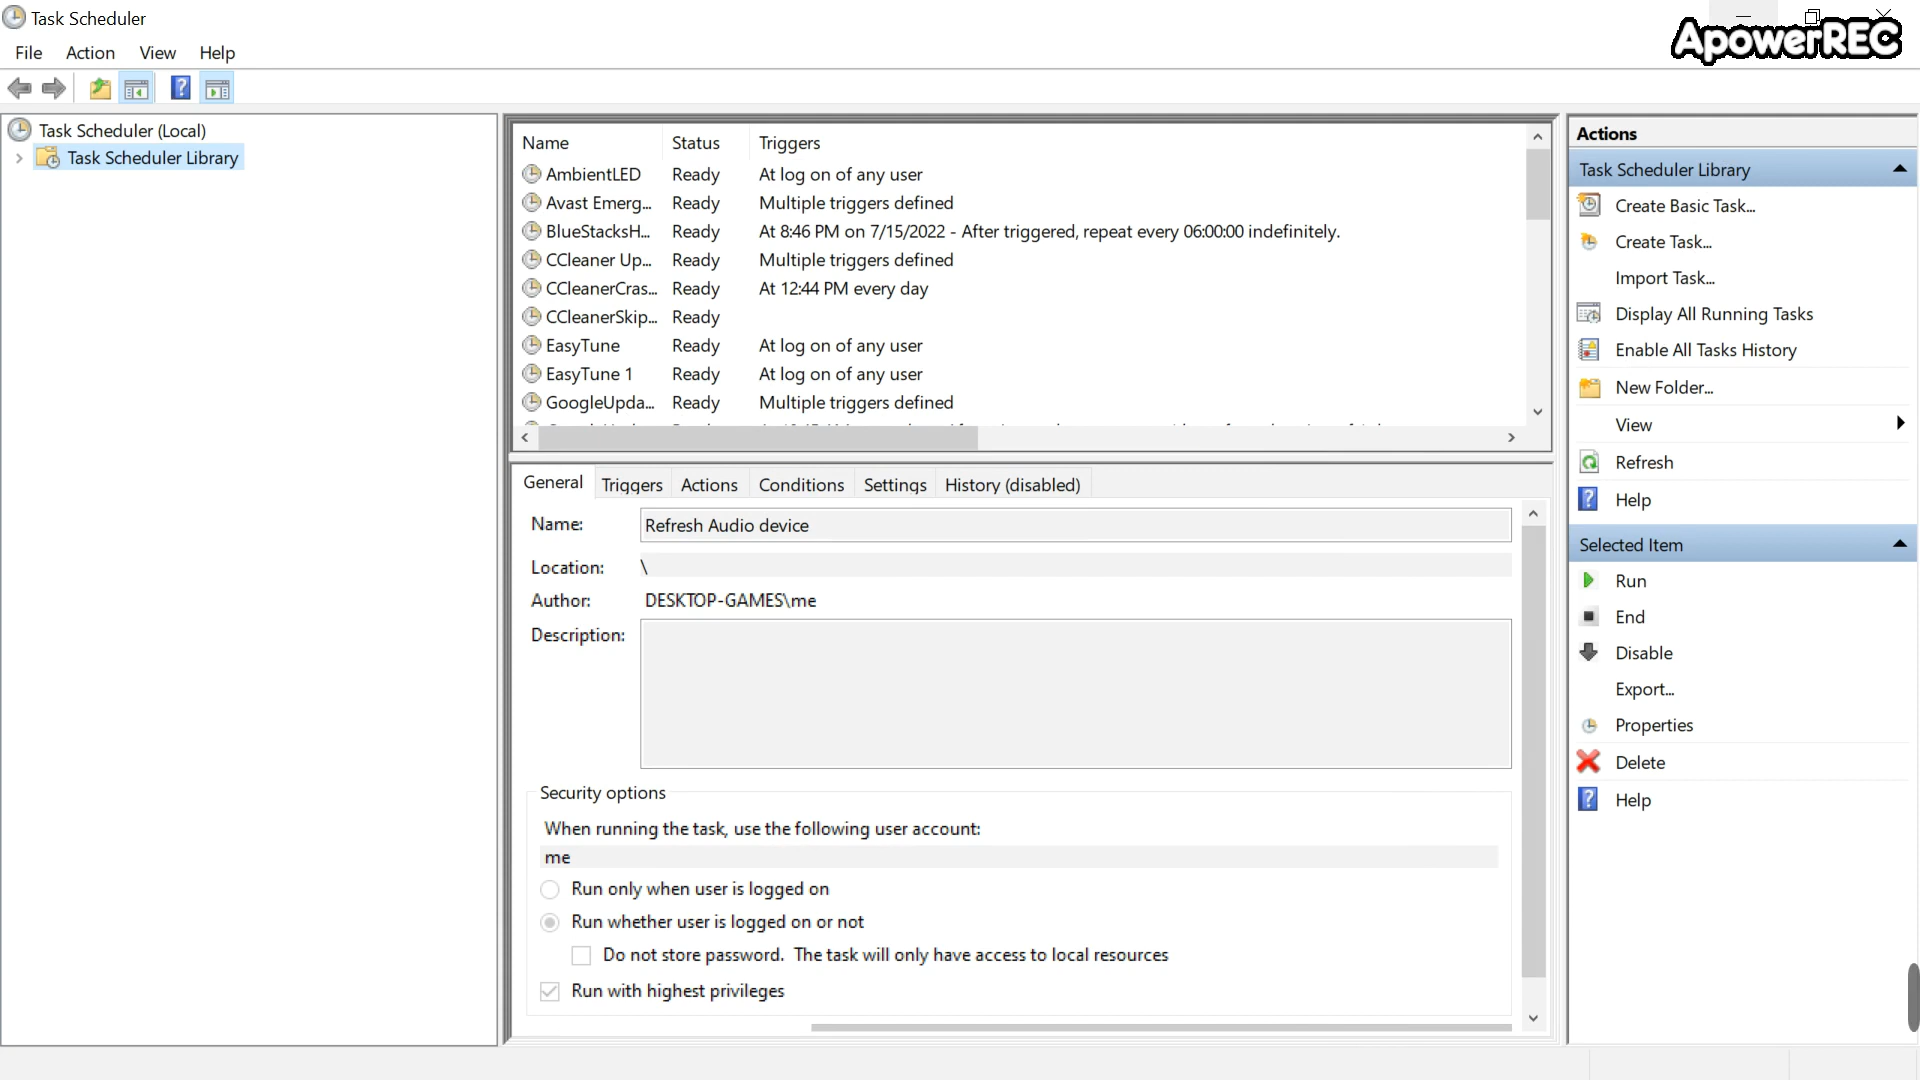 Task Scheduler
ApowerREC
File Action View Help
Task Scheduler (Local)
Task Scheduler Library
Name Status Triggers
AmbientLED Ready At log on of any user
Avast Emerg... Ready Multiple triggers defined
BlueStacksH... Ready At 8:46 PM on 7/15/2022 - After triggered, repeat every 06:00:00 indefinitely.
CCleaner Up... Ready Multiple triggers defined
CCleanerCras... Ready At 12:44 PM every day
CCleanerSkip... Ready
EasyTune Ready At log on of any user
EasyTune 1 Ready At log on of any user
GoogleUpda... Ready Multiple triggers defined
General Triggers Actions Conditions Settings History (disabled)
Name: Refresh Audio device
Location: \
Author: DESKTOP-GAMES\me
Description:
Security options
When running the task, use the following user account:
me
Run only when user is logged on
Run whether user is logged on or not
Do not store password. The task will only have access to local resources
Run with highest privileges
Actions
Task Scheduler Library
Create Basic Task...
Create Task...
Import Task...
Display All Running Tasks
Enable All Tasks History
New Folder...
View
Refresh
Help
Selected Item
Run
End
Disable
Export...
Properties
Delete
Help